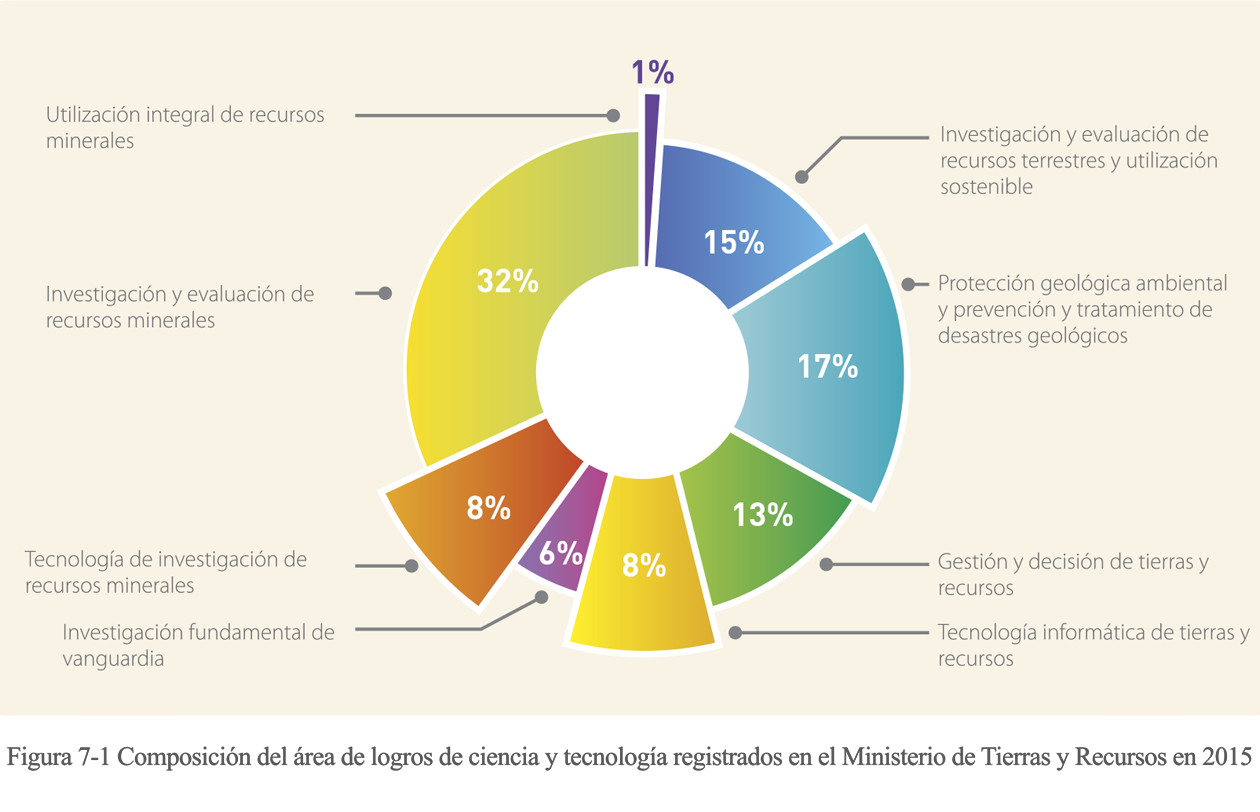 1%
Utilización integral de recursos
minerales
Investigación y evaluación de
recursos terrestres y utilización
sostenible
15%
32%
Investigación y evaluación de
recursos minerales
Protección geológica ambiental
y prevención y tratamiento de
desastres geológicos
17%
8%
13%
6%
8%
Tecnología de investigación de
recursos minerales
Gestión y decisión de tierras y
recursos
Investigación fundamental de
vanguardia
Tecnología informática de tierras y
recursos
Figura 7-1 Composición del área de logros de ciencia y tecnología registrados en el Ministerio de Tierras y Recursos en 2015